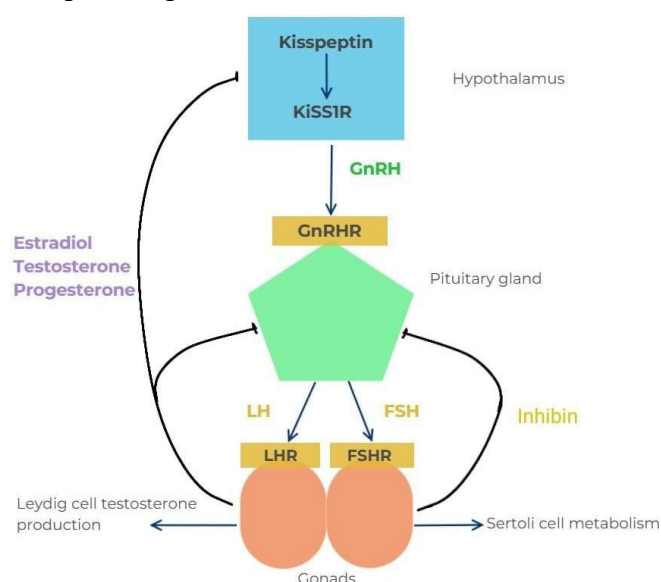 Kisspeptin
Hypothalamus
KiSS1R
GnRH
GnRHR
Estradiol
Testosterone
Progesterone
Pituitary gland
LH
FSH
Inhibin
LHR
FSHR
Leydig cell testosterone
production
Sertoli cell metabolism
Gonads